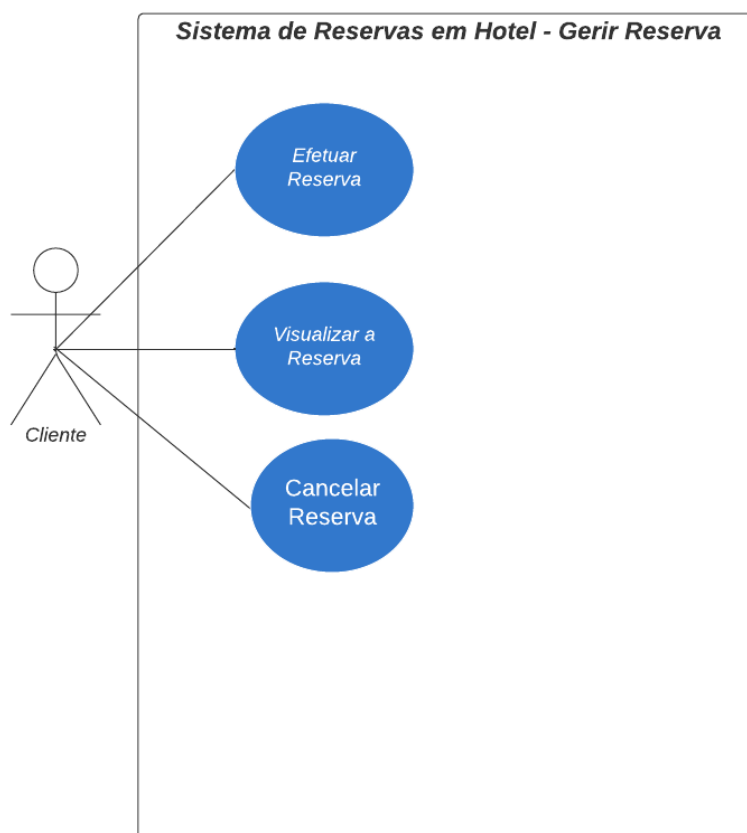 Sistema de Reservas em Hotel - Gerir Reserva
Efetuar
Reserva
Visualizar a
Reserva
Cliente
Cancelar
Reserva